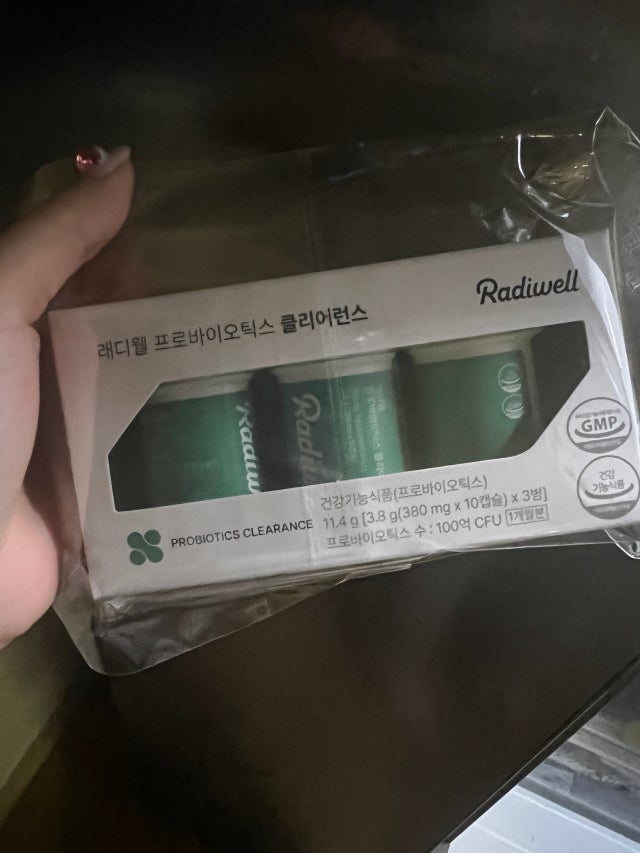 Radiwell
래디웰 프로바이오틱스 클리어런스
Radiw
Radi
GMP
건강
기능식품
건강기능식품(프로바이오틱스)
11.4 g [3.8 g(380 mg x 10캡슐) x 3병]
프로바이오틱스 수 : 100억 CFU 1개월분
PROBIOTICS CLEARANCE